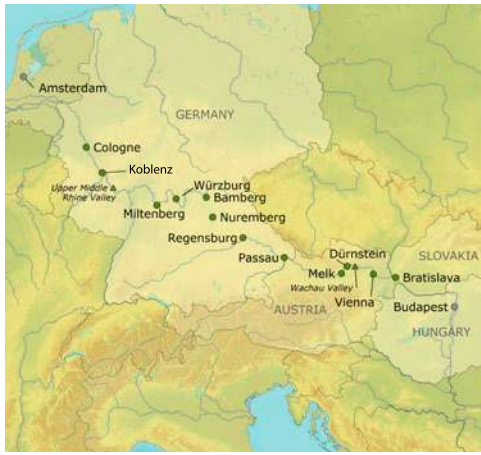 Amsterdam
GERMANY
Cologne
Koblenz
Upper Middle
Rhine Valley
Würzburg
Bamberg
Miltenberg
Nuremberg
Regensburg
Passau
Dürnstein
SLOVAKIA
Melk
Bratislava
Wachau Valley
Vienna
AUSTRIA
Budapest
HUNGARY